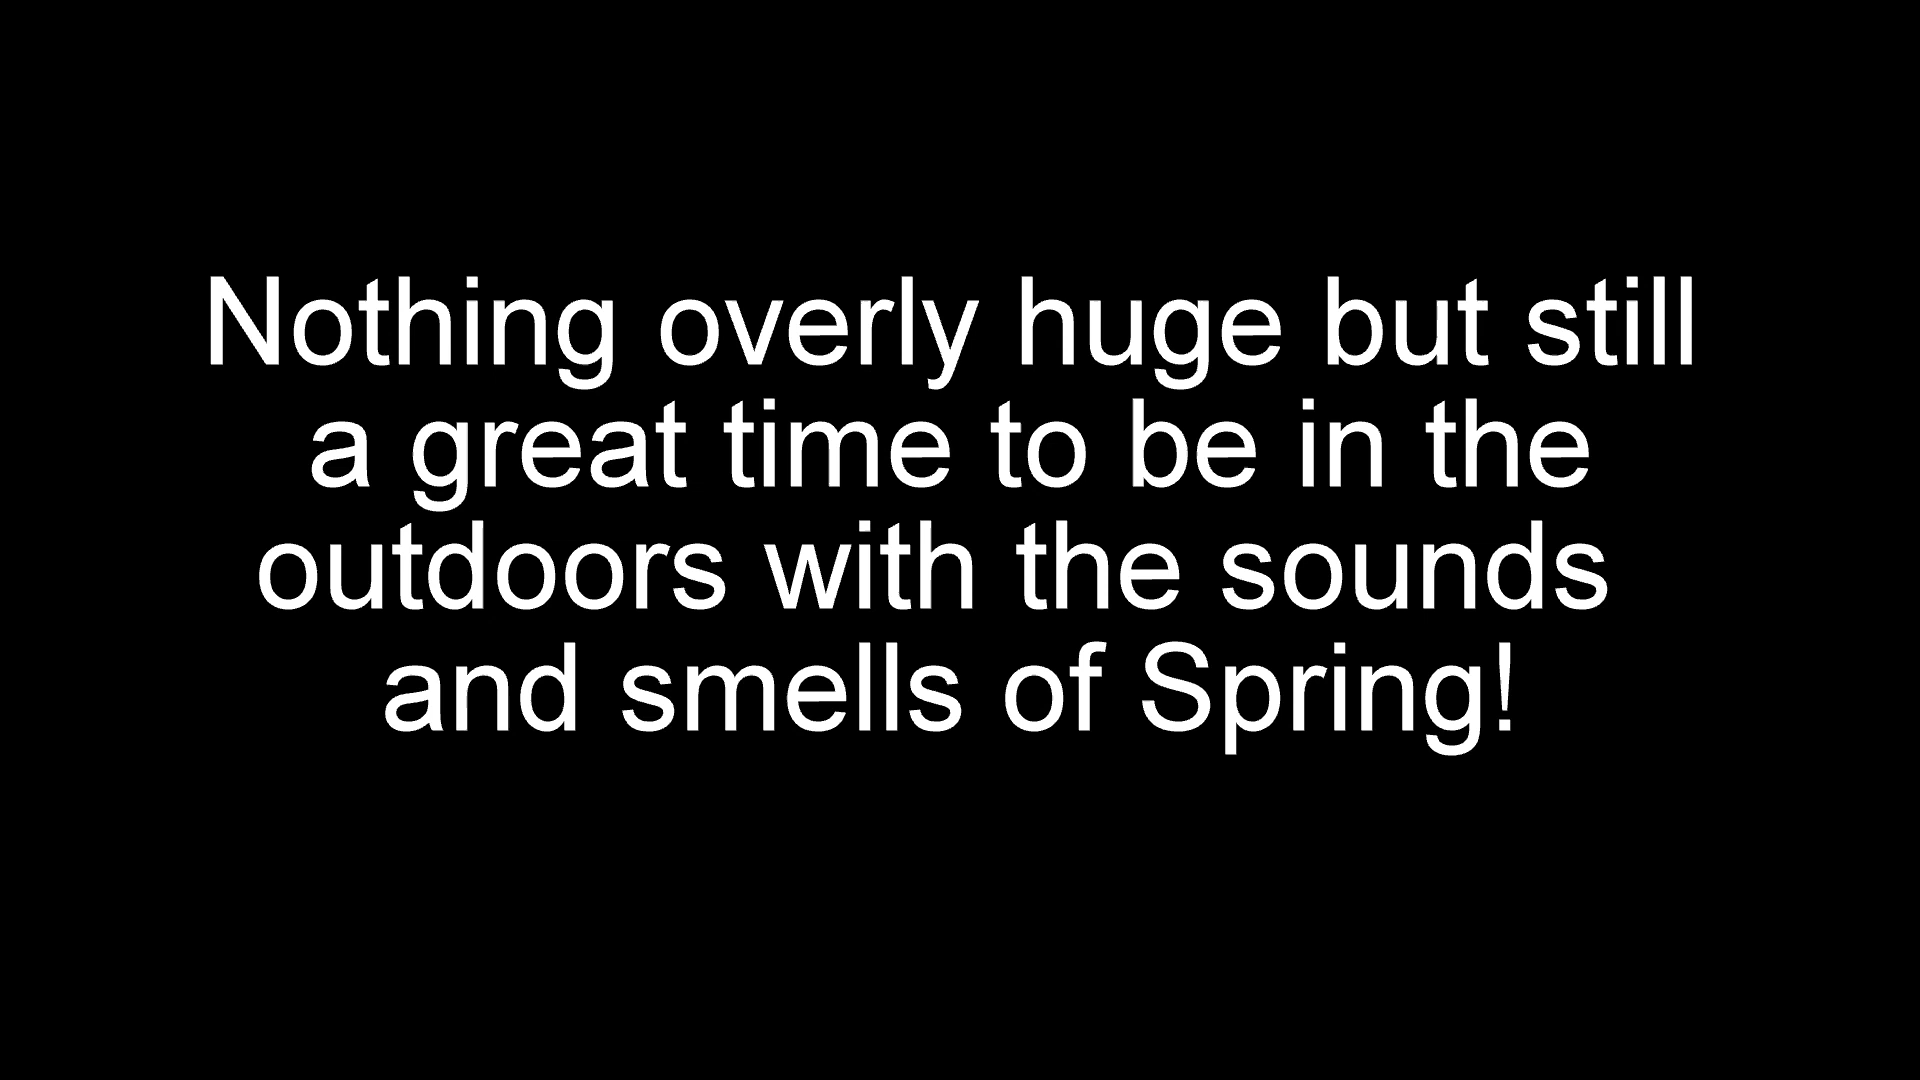 Nothing overly huge but still
a great time to be in the
outdoors with the sounds
and smells of Spring!